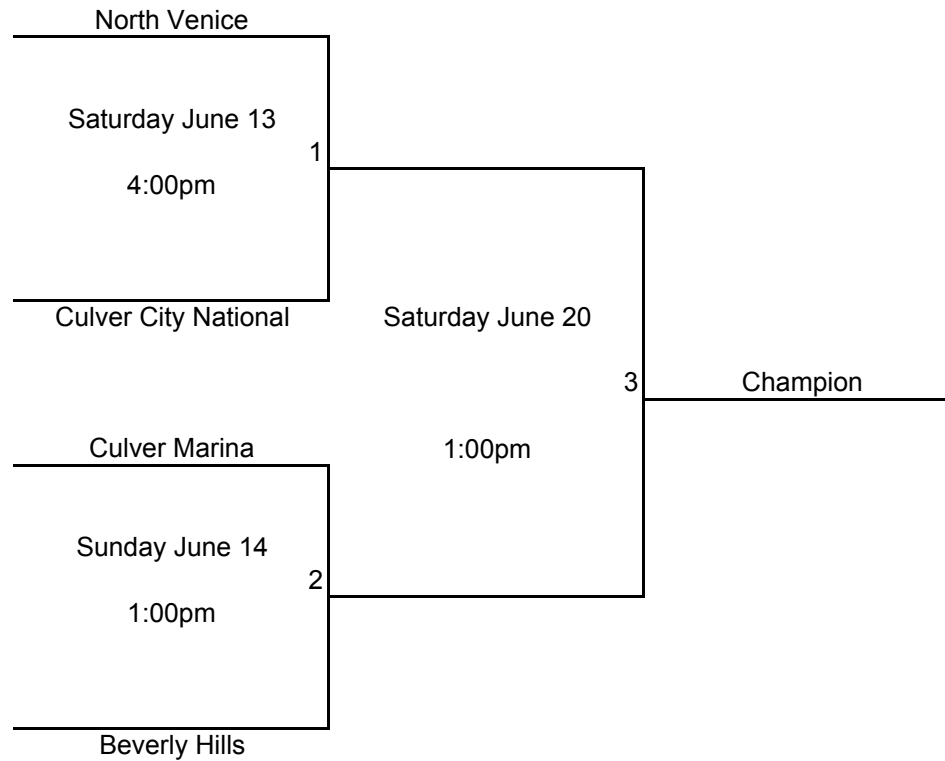 North Venice
Saturday June 13
1
4:00pm
Culver City National
Saturday June 20
3
Champion
Culver Marina
1:00pm
Sunday June 14
2
1:00pm
Beverly Hills